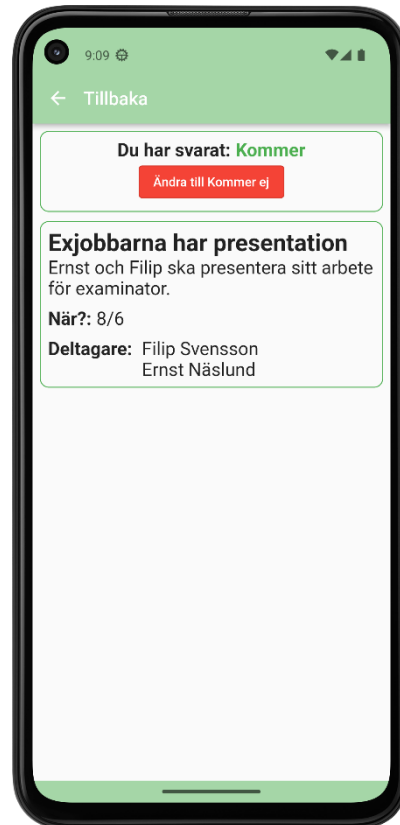 9:09
Tillbaka
Du har svarat: Kommer
Ändra till Kommer ej
Exjobbarna har presentation
Ernst och Filip ska presentera sitt arbete
för examinator.
När?: 8/6
Deltagare: Filip Svensson
Ernst Näslund